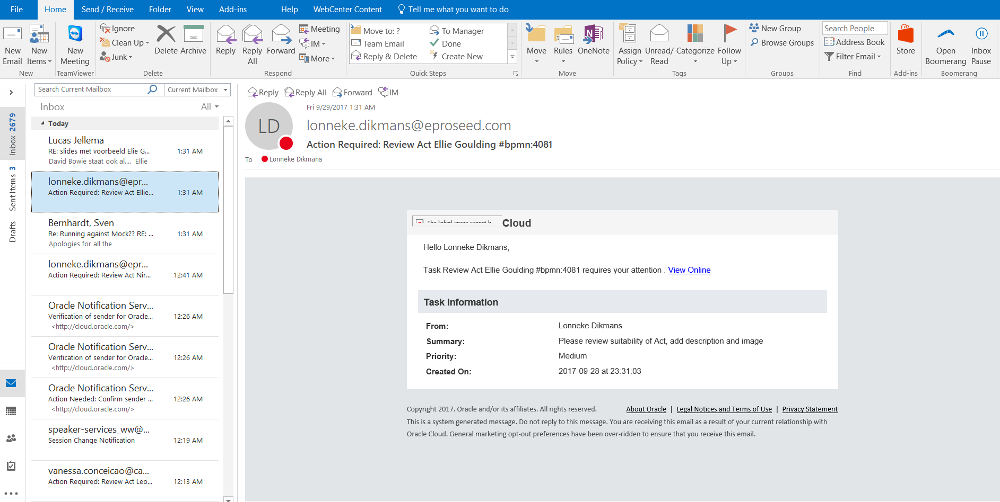 File Home Send / Receive Folder View Add-ins Help WebCenter Content Tell me what you want to do
New Email
New Items
New
New Meeting
TeamViewer
Ignore
Clean Up
Junk
Delete
Archive
Delete
Reply
Reply All
Forward
Meeting
IM
More
Respond
Move to: ?
Team Email
Reply & Delete
To Manager
Done
Create New
Quick Steps
Move
Rules
OneNote
Move
Assign Policy
Unread/ Read
Categorize
Follow Up
Tags
New Group
Browse Groups
Groups
Search People
Address Book
Filter Email
Find
Store
Add-ins
Open Boomerang
Inbox Pause
Boomerang
Inbox 2679
Sent Items 3
Drafts
Search Current Mailbox Current Mailbox
Inbox All
Today
Lucas Jellema
RE: slides met voorbeeld Elie G... 1:31 AM
David Bowie staat ook al.... Ellie
lonneke.dikmans@epr...
Action Required: Review Act Ellie... 1:31 AM
Bernhardt, Sven
Re: Running against Mock?? RE: ... 1:31 AM
Apologies for all the
lonneke.dikmans@epr...
Action Required: Review Act Nir... 12:41 AM
Oracle Notification Serv...
Verification of sender for Oracle... 12:26 AM
<http://cloud.oracle.com/>
Oracle Notification Serv...
Verification of sender for Oracle... 12:26 AM
<http://cloud.oracle.com/>
Oracle Notification Serv...
Action Needed: Confirm sender ... 12:26 AM
<http://cloud.oracle.com/>
speaker-services_ww@...
Session Change Notification 12:19 AM
vanessa.conceicao@ca...
Action Required: Review Act Leo... 12:13 AM
Reply Reply All Forward IM
LD
Fri 9/29/2017 1:31 AM
lonneke.dikmans@eproseed.com
Action Required: Review Act Ellie Goulding #bpmn:4081
To Lonneke Dikmans
The linked image cannot b Cloud
Hello Lonneke Dikmans,
Task Review Act Ellie Goulding #bpmn:4081 requires your attention . View Online
Task Information
From: Lonneke Dikmans
Summary: Please review suitability of Act, add description and image
Priority: Medium
Created On: 2017-09-28 at 23:31:03
Copyright 2017. Oracle and/or its affiliates. All rights reserved. About Oracle | Legal Notices and Terms of Use | Privacy Statement
This is a system generated message. Do not reply to this message. You are receiving this email as a result of your current relationship with
Oracle Cloud. General marketing opt-out preferences have been over-ridden to ensure that you receive this email.